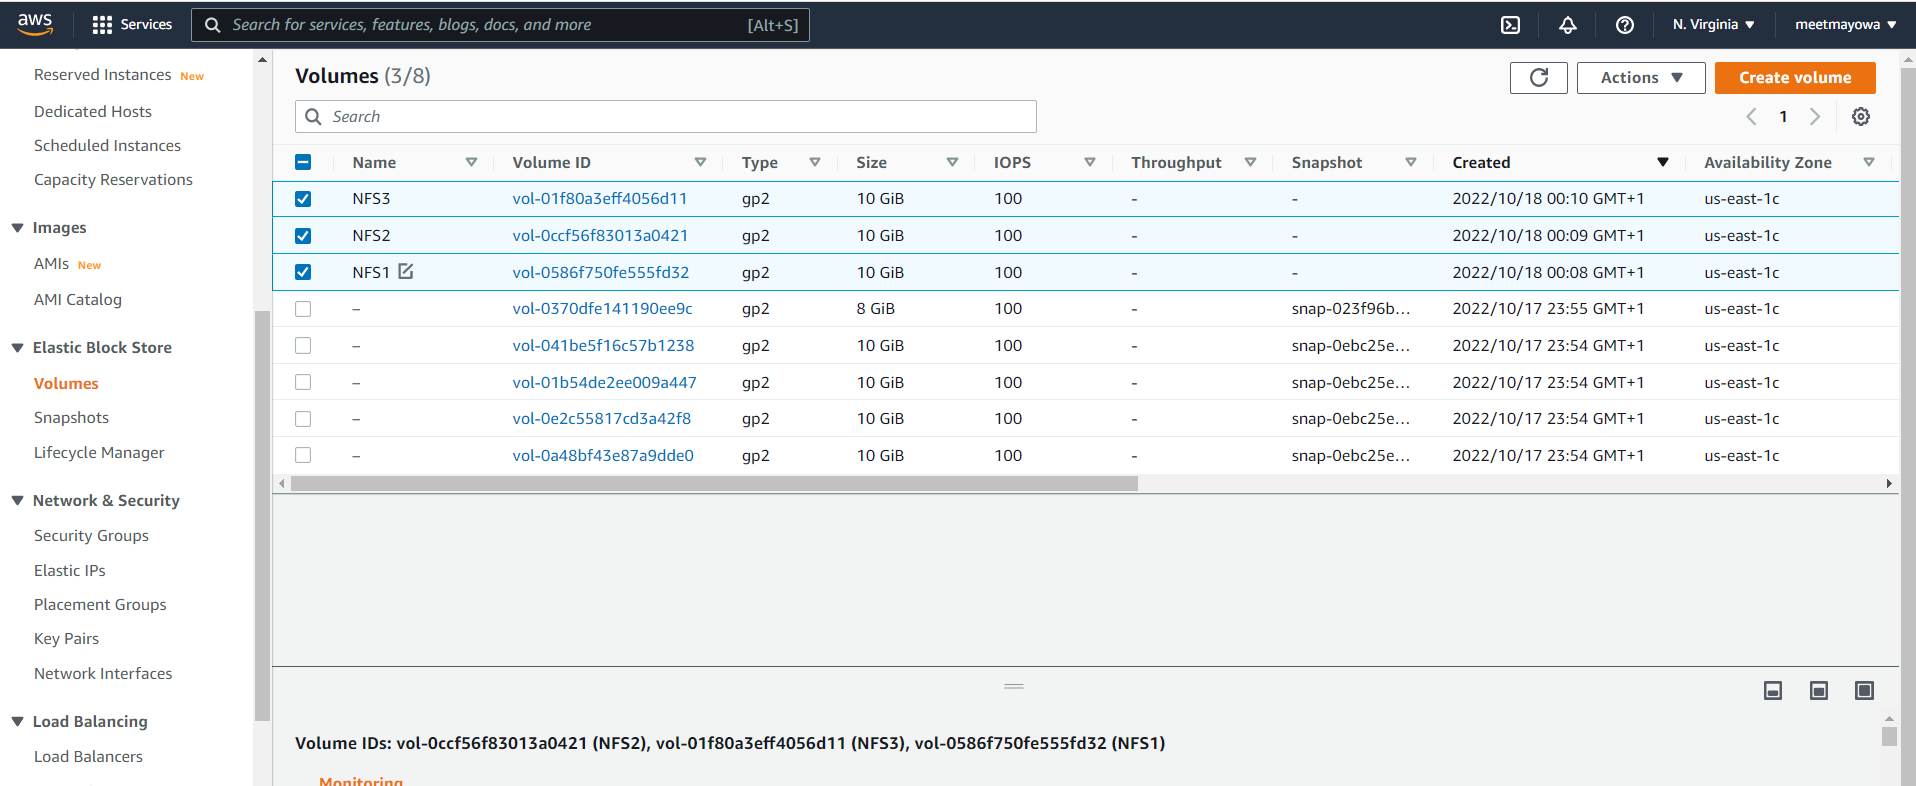 aws Services Search for services, features, blogs, docs, and more [Alt+S] N. Virginia meetmayowa
Reserved Instances New
Dedicated Hosts
Scheduled Instances
Capacity Reservations
Images
AMIs New
AMI Catalog
Elastic Block Store
Volumes
Snapshots
Lifecycle Manager
Network & Security
Security Groups
Elastic IPs
Placement Groups
Key Pairs
Network Interfaces
Load Balancing
Load Balancers
Volumes (3/8) Actions Create volume
Search 1
Name Volume ID Type Size IOPS Throughput Snapshot Created Availability Zone
NFS3 vol-01f80a3eff4056d11 gp2 10 GiB 100 - - 2022/10/18 00:10 GMT+1 us-east-1c
NFS2 vol-0ccf56f83013a0421 gp2 10 GiB 100 - - 2022/10/18 00:09 GMT+1 us-east-1c
NFS1 vol-0586f750fe555fd32 gp2 10 GiB 100 - - 2022/10/18 00:08 GMT+1 us-east-1c
– vol-0370dfe141190ee9c gp2 8 GiB 100 - snap-023f96b... 2022/10/17 23:55 GMT+1 us-east-1c
– vol-041be5f16c57b1238 gp2 10 GiB 100 - snap-0ebc25e... 2022/10/17 23:54 GMT+1 us-east-1c
– vol-01b54de2ee009a447 gp2 10 GiB 100 - snap-0ebc25e... 2022/10/17 23:54 GMT+1 us-east-1c
– vol-0e2c55817cd3a42f8 gp2 10 GiB 100 - snap-0ebc25e... 2022/10/17 23:54 GMT+1 us-east-1c
– vol-0a48bf43e87a9dde0 gp2 10 GiB 100 - snap-0ebc25e... 2022/10/17 23:54 GMT+1 us-east-1c
Volume IDs: vol-0ccf56f83013a0421 (NFS2), vol-01f80a3eff4056d11 (NFS3), vol-0586f750fe555fd32 (NFS1)
Monitoring